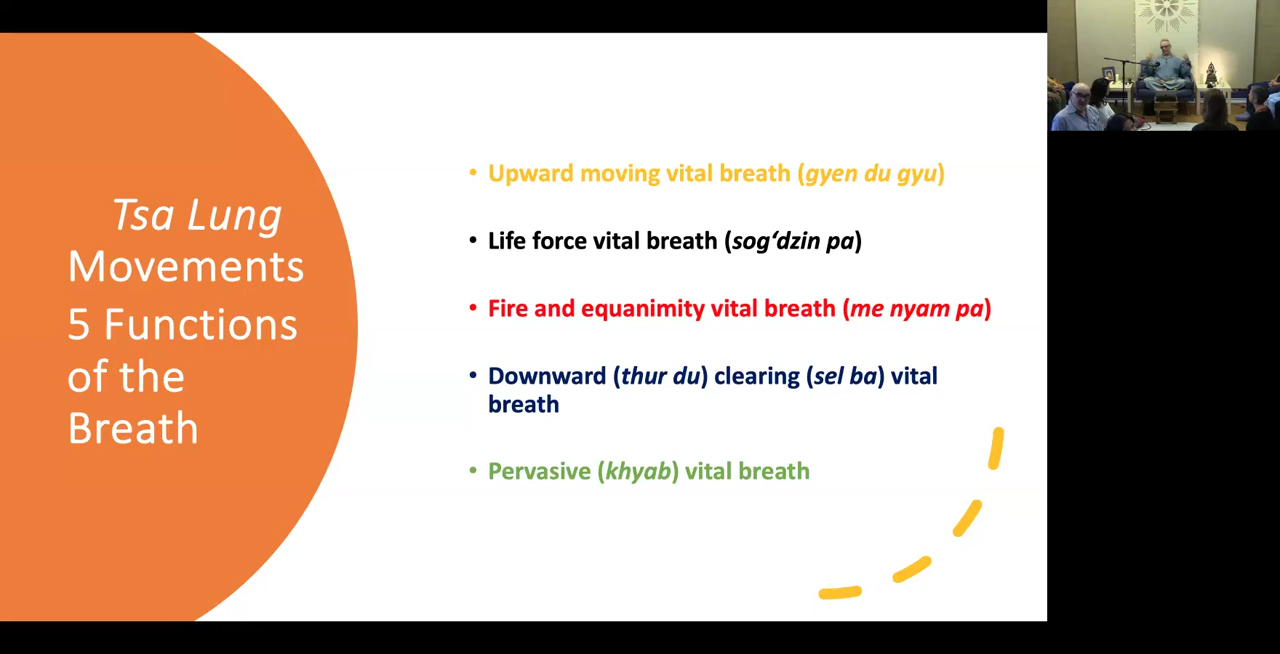 Tsa Lung
Movements
5 Functions
of the
Breath
• Upward moving vital breath (gyen du gyu)
• Life force vital breath (sog‘dzin pa)
• Fire and equanimity vital breath (me nyam pa)
• Downward (thur du) clearing (sel ba) vital
breath
• Pervasive (khyab) vital breath